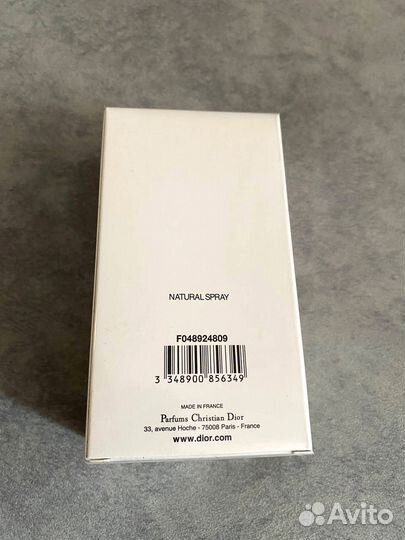 NATURAL SPRAY
F048924809
3 348900 856349
MADE IN FRANCE
Parfums Christian Dior
33, avenue Hoche - 75008 Paris - France
www.dior.com
Avito